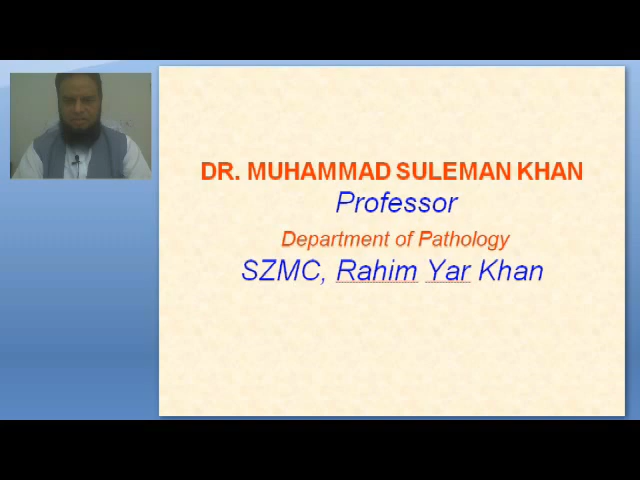 DR. MUHAMMAD SULEMAN KHAN
Professor
Department of Pathology
SZMC, Rahim Yar Khan